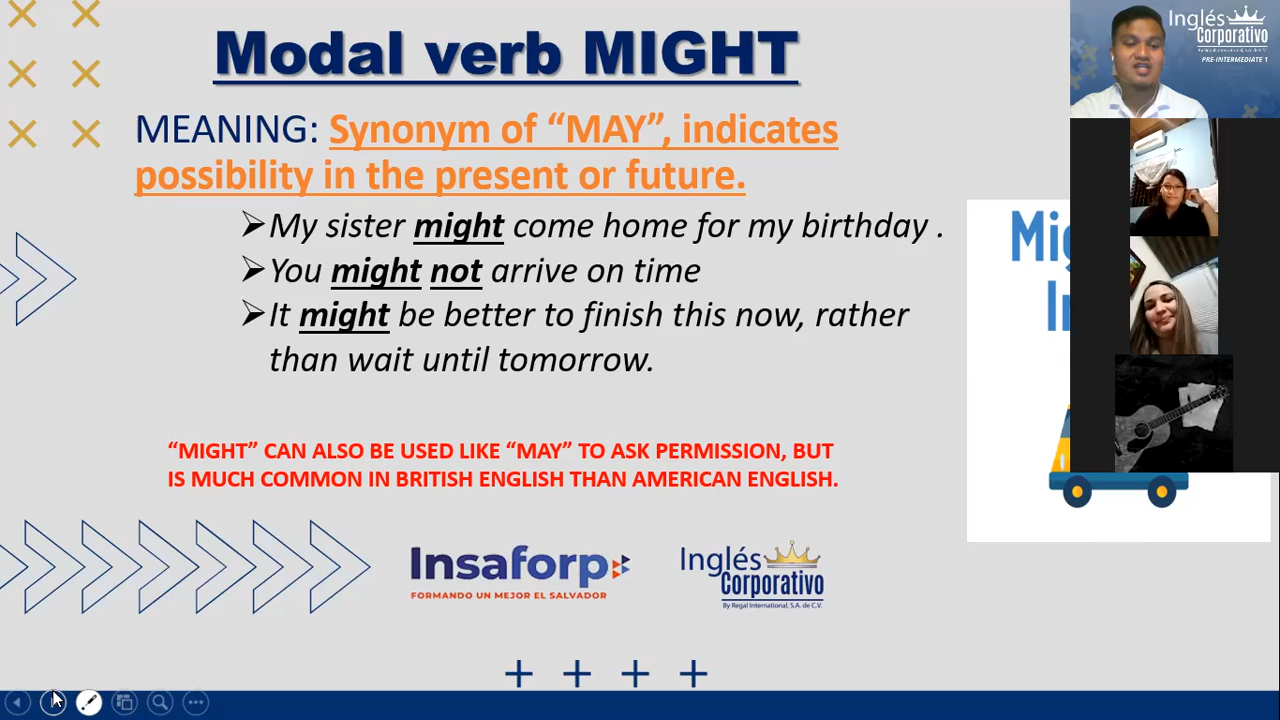 Modal verb MIGHT
MEANING: Synonym of “MAY”, indicates
possibility in the present or future.
My sister might come home for my birthday .
You might not arrive on time
It might be better to finish this now, rather
than wait until tomorrow.
“MIGHT” CAN ALSO BE USED LIKE “MAY” TO ASK PERMISSION, BUT
IS MUCH COMMON IN BRITISH ENGLISH THAN AMERICAN ENGLISH.
Insaforp
FORMANDO UN MEJOR EL SALVADOR
Inglés
Corporativo
By Regal International, S.A. de C.V.
Inglés
Corporativo
By Regal International, S.A. de C.V.
PRE-INTERMEDIATE 1